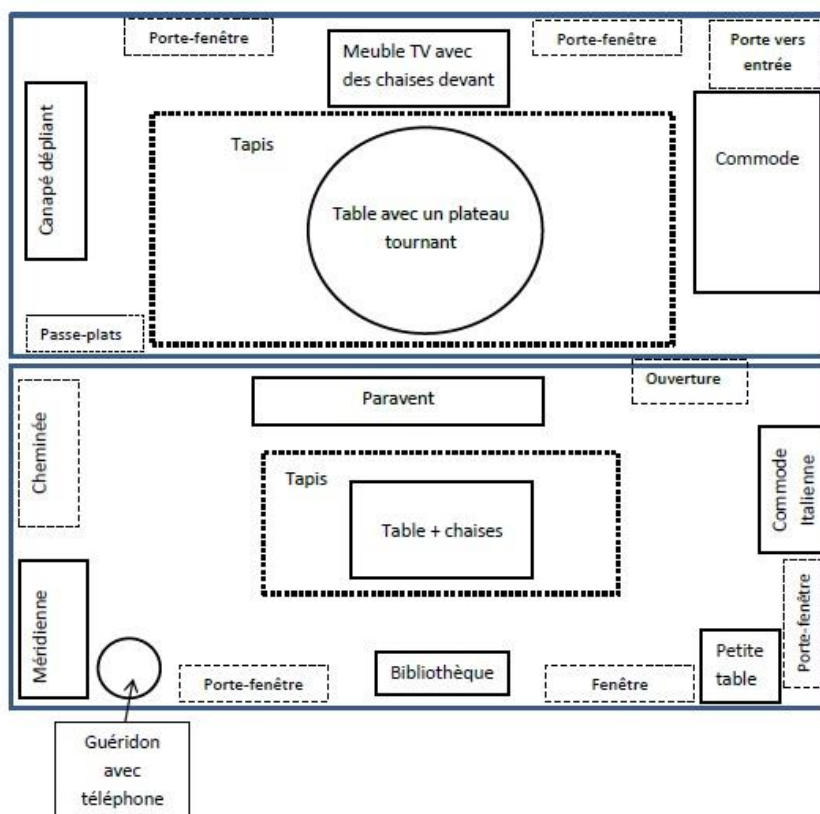 Porte-fenêtre
Meuble TV avec
des chaises devant
Porte-fenêtre
Porte vers
entrée
Canapé dépliant
Tapis
Table avec un plateau
tournant
Commode
Passe-plats
Ouverture
Cheminée
Paravent
Tapis
Table + chaises
Commode
Italienne
Méridienne
Porte-fenêtre
Bibliothèque
Fenêtre
Petite
table
Porte-fenêtre
Guéridon
avec
téléphone